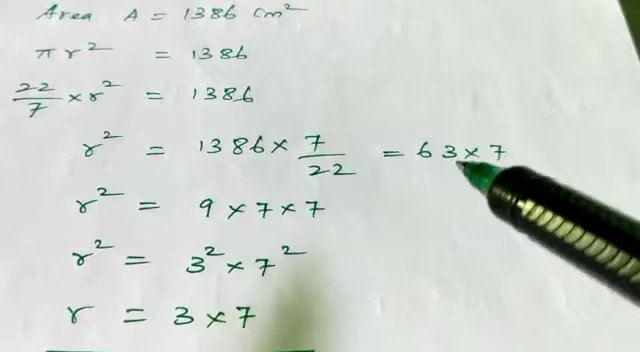 Area A = 1386 cm²
πr² = 1386
22/7 × r² = 1386
r² = 1386 × 7/22 = 63 × 7
r² = 9 × 7 × 7
r² = 3² × 7²
r = 3 × 7